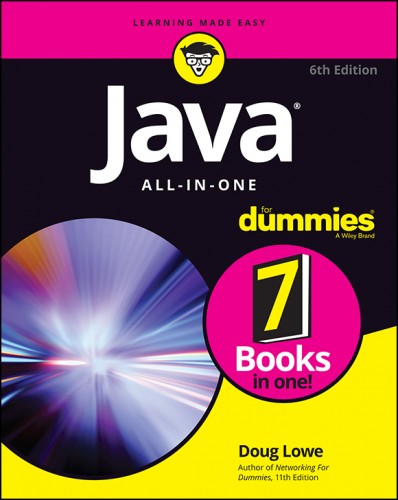 LEARNING MADE EASY
6th Edition
Java®
ALL-IN-ONE
for
dummies®
A Wiley Brand
7
Books
in one!
Doug Lowe
Author of Networking For
Dummies, 11th Edition